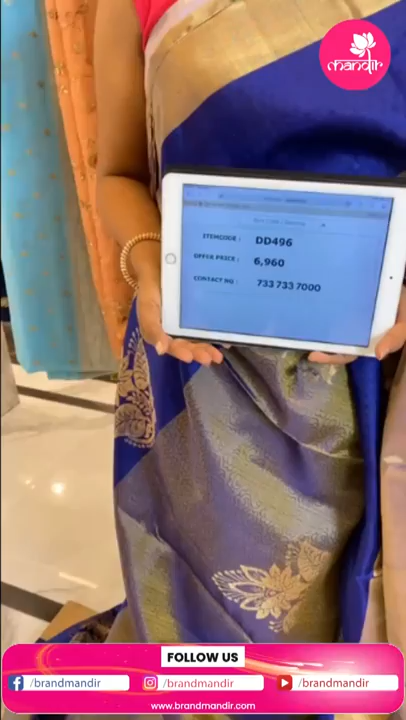 mandir
ITEMCODE : DD496
OFFER PRICE : 6,960
CONTACT NO : 733 733 7000
FOLLOW US
/brandmandir /brandmandir /brandmandir
www.brandmandir.com